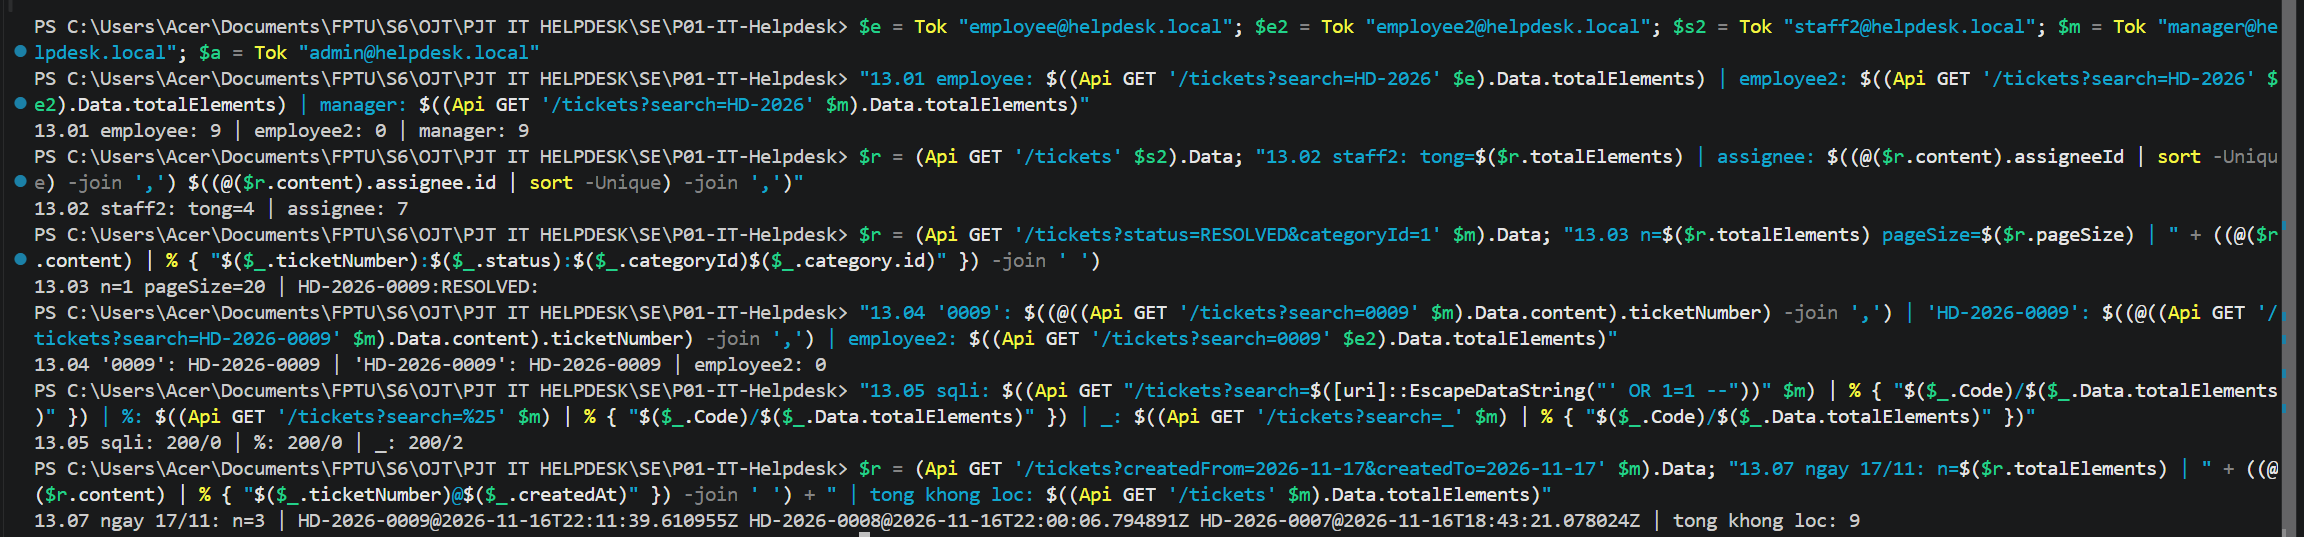 PS C:\Users\Acer\Documents\FPTU\S6\OJT\PJT IT HELPDESK\SE\P01-IT-Helpdesk> $e = Tok "employee@helpdesk.local"; $e2 = Tok "employee2@helpdesk.local"; $s2 = Tok "staff2@helpdesk.local"; $m = Tok "manager@he
lpdesk.local"; $a = Tok "admin@helpdesk.local"
PS C:\Users\Acer\Documents\FPTU\S6\OJT\PJT IT HELPDESK\SE\P01-IT-Helpdesk> "13.01 employee: $((Api GET '/tickets?search=HD-2026' $e).Data.totalElements) | employee2: $((Api GET '/tickets?search=HD-2026' $
e2).Data.totalElements) | manager: $((Api GET '/tickets?search=HD-2026' $m).Data.totalElements)"
13.01 employee: 9 | employee2: 0 | manager: 9
PS C:\Users\Acer\Documents\FPTU\S6\OJT\PJT IT HELPDESK\SE\P01-IT-Helpdesk> $r = (Api GET '/tickets' $s2).Data; "13.02 staff2: tong=$($r.totalElements) | assignee: $((@($r.content).assigneeId | sort -Uniqu
e) -join ',') $((@($r.content).assignee.id | sort -Unique) -join ',')"
13.02 staff2: tong=4 | assignee: 7
PS C:\Users\Acer\Documents\FPTU\S6\OJT\PJT IT HELPDESK\SE\P01-IT-Helpdesk> $r = (Api GET '/tickets?status=RESOLVED&categoryId=1' $m).Data; "13.03 n=$($r.totalElements) pageSize=$($r.pageSize) | " + ((@($r
.content) | % { "$($_.ticketNumber):$($_.status):$($_.categoryId)$($_.category.id)" }) -join ' ')
13.03 n=1 pageSize=20 | HD-2026-0009:RESOLVED:
PS C:\Users\Acer\Documents\FPTU\S6\OJT\PJT IT HELPDESK\SE\P01-IT-Helpdesk> "13.04 '0009': $((@((Api GET '/tickets?search=0009' $m).Data.content).ticketNumber) -join ',') | 'HD-2026-0009': $((@((Api GET '/
tickets?search=HD-2026-0009' $m).Data.content).ticketNumber) -join ',') | employee2: $((Api GET '/tickets?search=0009' $e2).Data.totalElements)"
13.04 '0009': HD-2026-0009 | 'HD-2026-0009': HD-2026-0009 | employee2: 0
PS C:\Users\Acer\Documents\FPTU\S6\OJT\PJT IT HELPDESK\SE\P01-IT-Helpdesk> "13.05 sqli: $((Api GET "/tickets?search=$([uri]::EscapeDataString("' OR 1=1 --"))" $m) | % { "$($_.Code)/$($_.Data.totalElements
)" }) | %: $((Api GET '/tickets?search=%25' $m) | % { "$($_.Code)/$($_.Data.totalElements)" }) | _: $((Api GET '/tickets?search=_' $m) | % { "$($_.Code)/$($_.Data.totalElements)" })"
13.05 sqli: 200/0 | %: 200/0 | _: 200/2
PS C:\Users\Acer\Documents\FPTU\S6\OJT\PJT IT HELPDESK\SE\P01-IT-Helpdesk> $r = (Api GET '/tickets?createdFrom=2026-11-17&createdTo=2026-11-17' $m).Data; "13.07 ngay 17/11: n=$($r.totalElements) | " + ((@
($r.content) | % { "$($_.ticketNumber)@$($_.createdAt)" }) -join ' ') + " | tong khong loc: $((Api GET '/tickets' $m).Data.totalElements)"
13.07 ngay 17/11: n=3 | HD-2026-0009@2026-11-16T22:11:39.610955Z HD-2026-0008@2026-11-16T22:00:06.794891Z HD-2026-0007@2026-11-16T18:43:21.078024Z | tong khong loc: 9